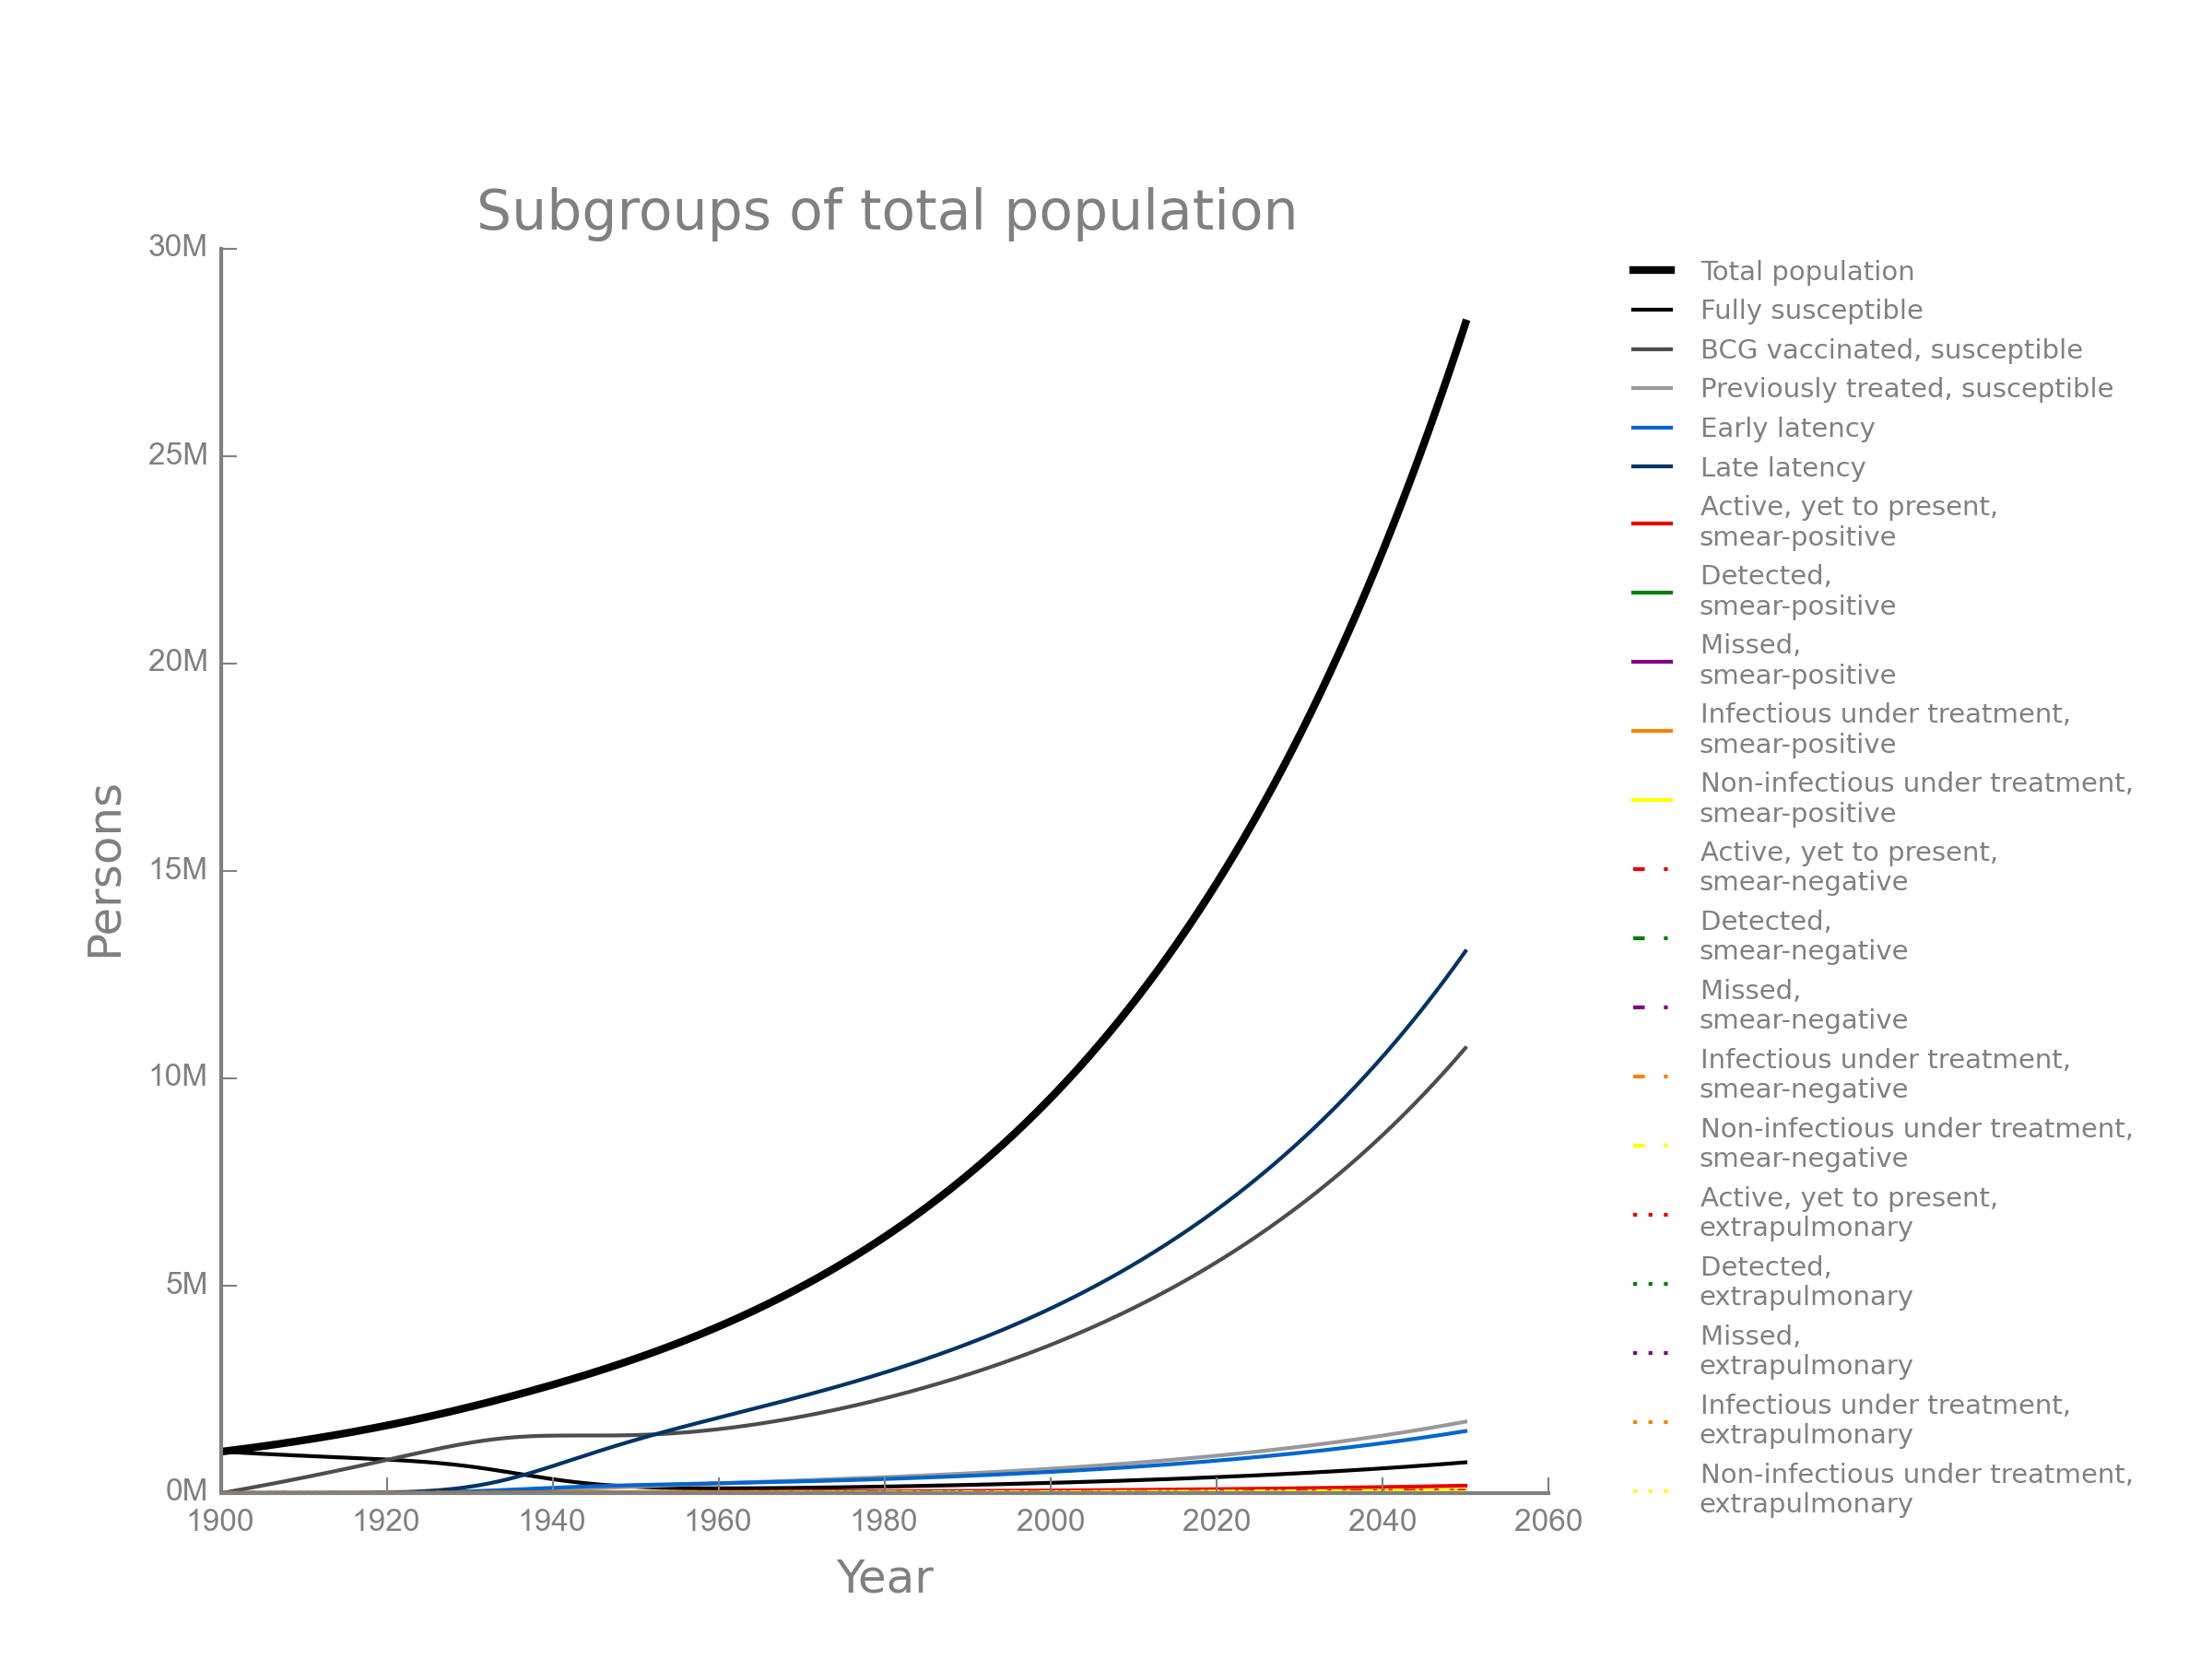 Subgroups of total population
30M
25M
20M
15M
10M
5M
0M
Persons
1900 1920 1940 1960 1980 2000 2020 2040 2060
Year
Total population
Fully susceptible
BCG vaccinated, susceptible
Previously treated, susceptible
Early latency
Late latency
Active, yet to present,
smear-positive
Detected,
smear-positive
Missed,
smear-positive
Infectious under treatment,
smear-positive
Non-infectious under treatment,
smear-positive
Active, yet to present,
smear-negative
Detected,
smear-negative
Missed,
smear-negative
Infectious under treatment,
smear-negative
Non-infectious under treatment,
smear-negative
Active, yet to present,
extrapulmonary
Detected,
extrapulmonary
Missed,
extrapulmonary
Infectious under treatment,
extrapulmonary
Non-infectious under treatment,
extrapulmonary